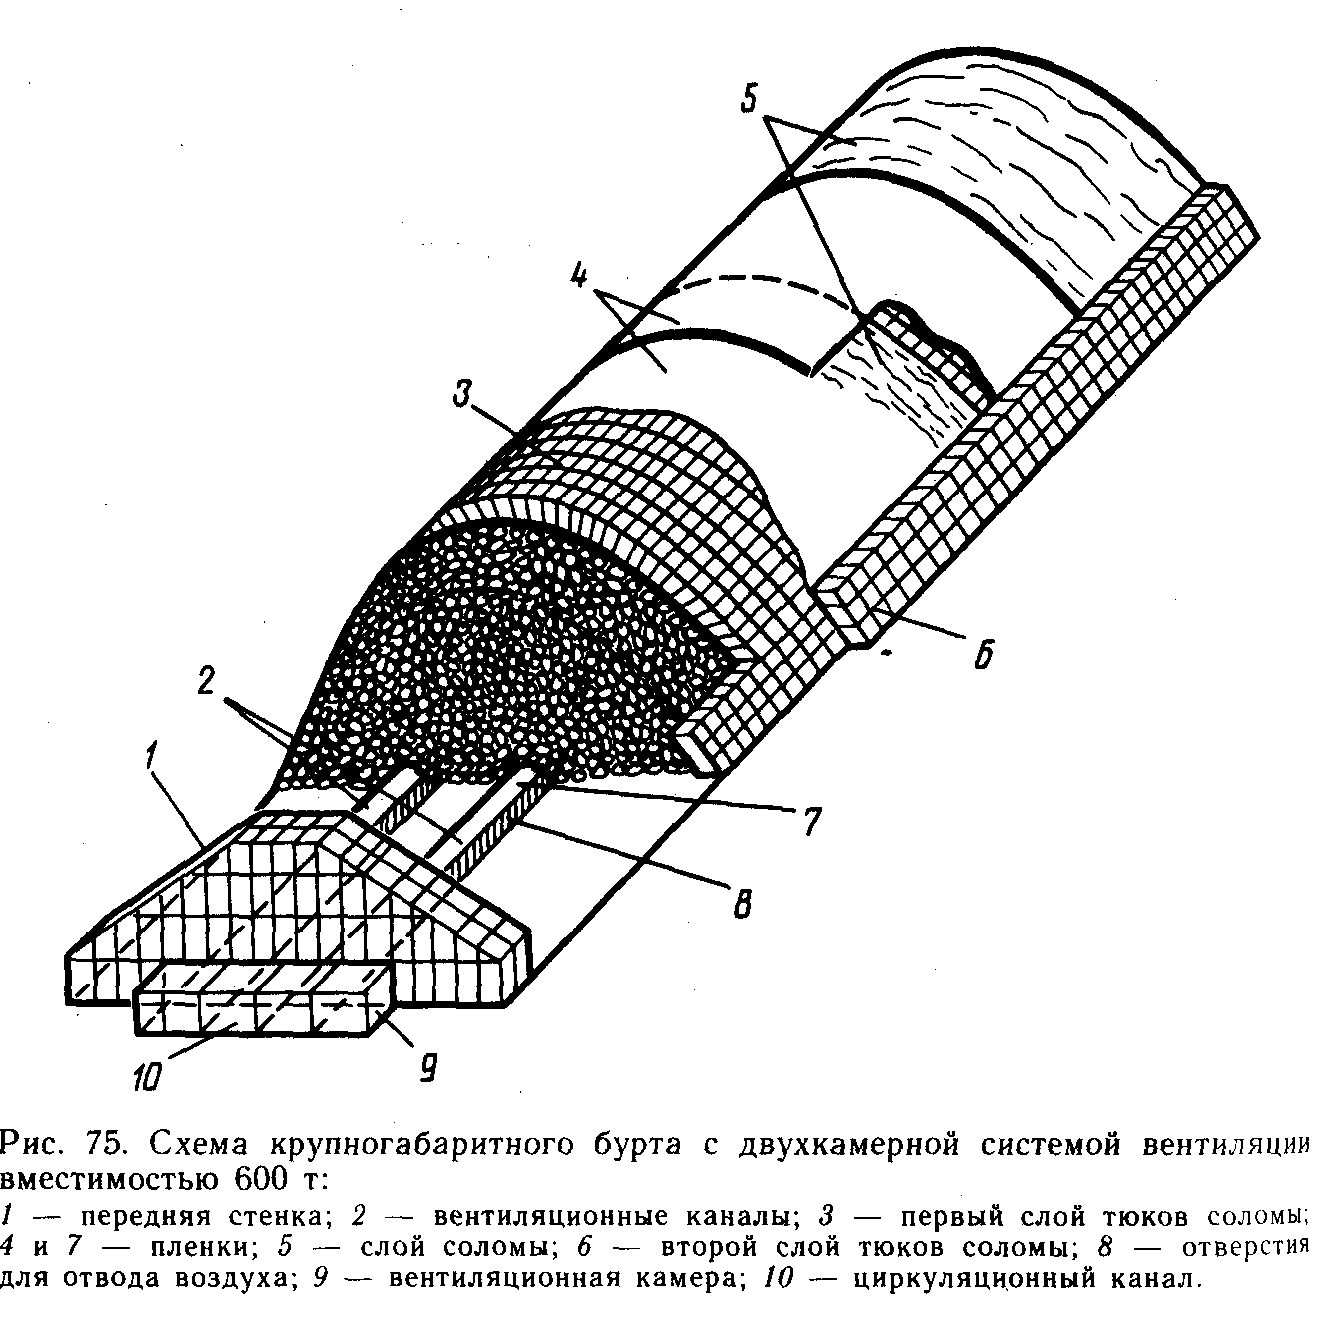 5
4
3
6
2
1
7
8
9
10
Рис. 75. Схема крупногабаритного бурта с двухкамерной системой вентиляции
вместимостью 600 т:
1 — передняя стенка; 2 — вентиляционные каналы; 3 — первый слой тюков соломы;
4 и 7 — пленки; 5 — слой соломы; 6 — второй слой тюков соломы; 8 — отверстия
для отвода воздуха; 9 — вентиляционная камера; 10 — циркуляционный канал.